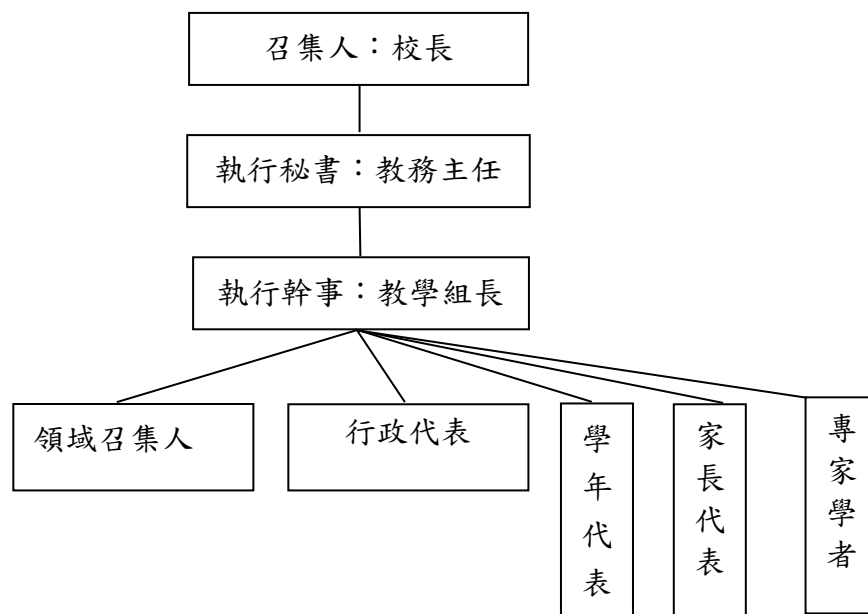 召集人：校長
執行秘書：教務主任
執行幹事：教學組長
領域召集人
行政代表
學年代表
家長代表
專家學者